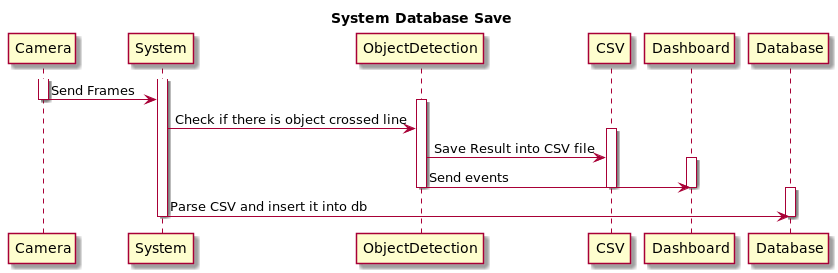 System Database Save
Camera System ObjectDetection CSV Dashboard Database
Send Frames
Check if there is object crossed line
Save Result into CSV file
Send events
Parse CSV and insert it into db
Camera System ObjectDetection CSV Dashboard Database